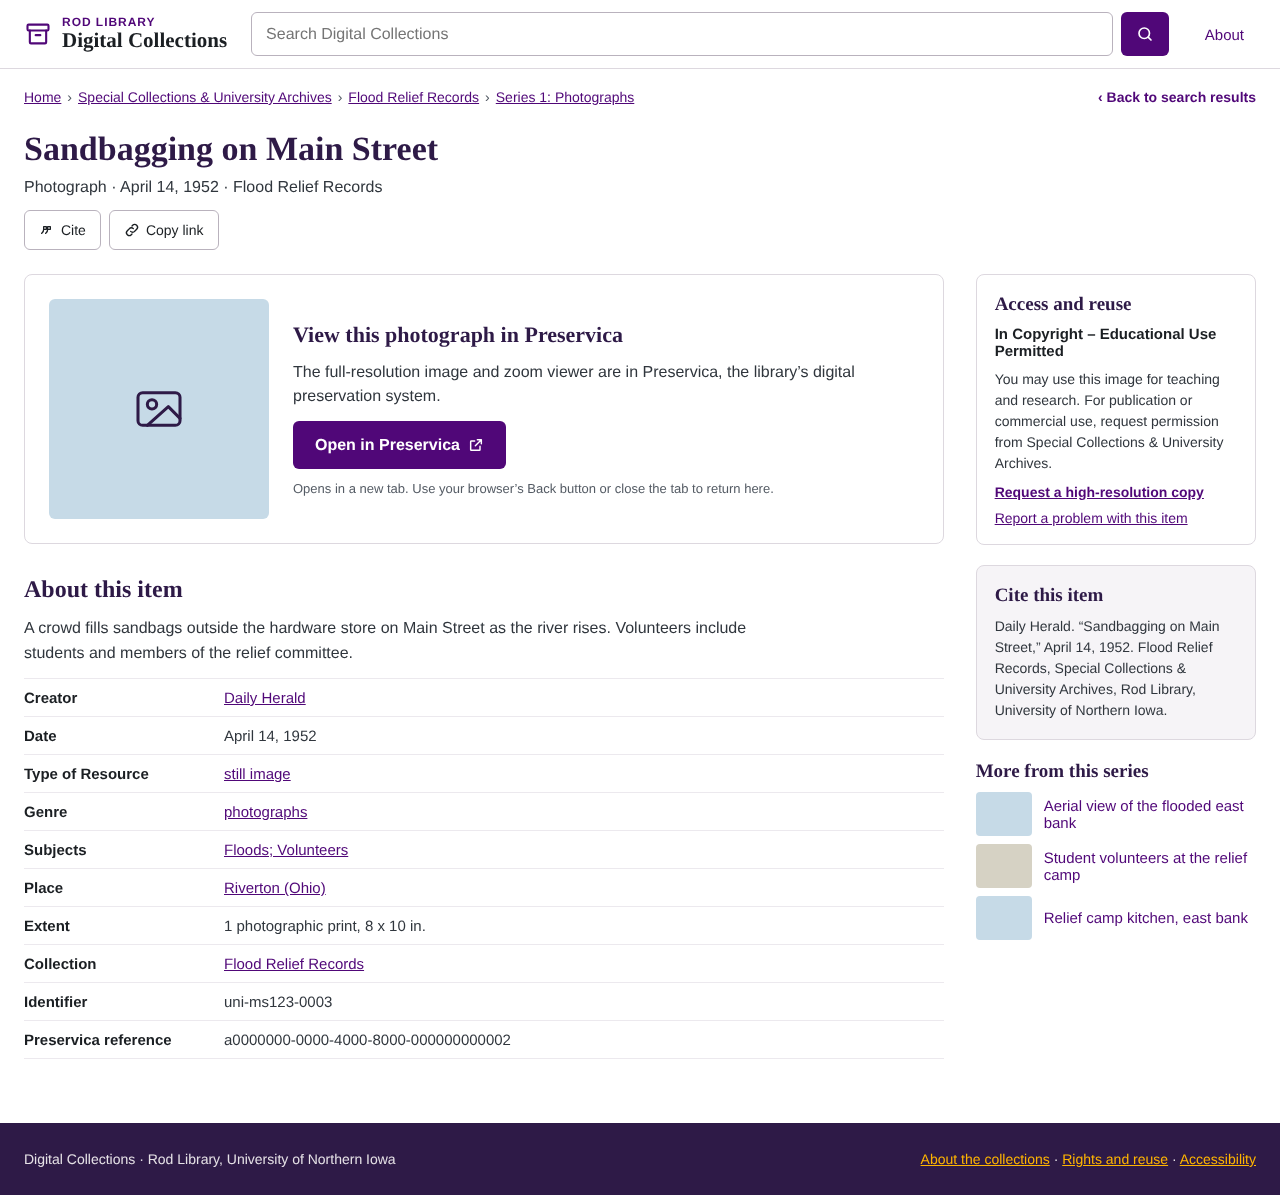 ROD LIBRARY
Digital Collections
Search Digital Collections
About
Home › Special Collections & University Archives › Flood Relief Records › Series 1: Photographs
‹ Back to search results
Sandbagging on Main Street
Photograph · April 14, 1952 · Flood Relief Records
Cite
Copy link
View this photograph in Preservica
The full-resolution image and zoom viewer are in Preservica, the library’s digital
preservation system.
Open in Preservica
Opens in a new tab. Use your browser’s Back button or close the tab to return here.
About this item
A crowd fills sandbags outside the hardware store on Main Street as the river rises. Volunteers include
students and members of the relief committee.
Creator Daily Herald
Date April 14, 1952
Type of Resource still image
Genre photographs
Subjects Floods; Volunteers
Place Riverton (Ohio)
Extent 1 photographic print, 8 x 10 in.
Collection Flood Relief Records
Identifier uni-ms123-0003
Preservica reference a0000000-0000-4000-8000-000000000002
Access and reuse
In Copyright – Educational Use
Permitted
You may use this image for teaching
and research. For publication or
commercial use, request permission
from Special Collections & University
Archives.
Request a high-resolution copy
Report a problem with this item
Cite this item
Daily Herald. “Sandbagging on Main
Street,” April 14, 1952. Flood Relief
Records, Special Collections &
University Archives, Rod Library,
University of Northern Iowa.
More from this series
Aerial view of the flooded east
bank
Student volunteers at the relief
camp
Relief camp kitchen, east bank
Digital Collections · Rod Library, University of Northern Iowa
About the collections · Rights and reuse · Accessibility